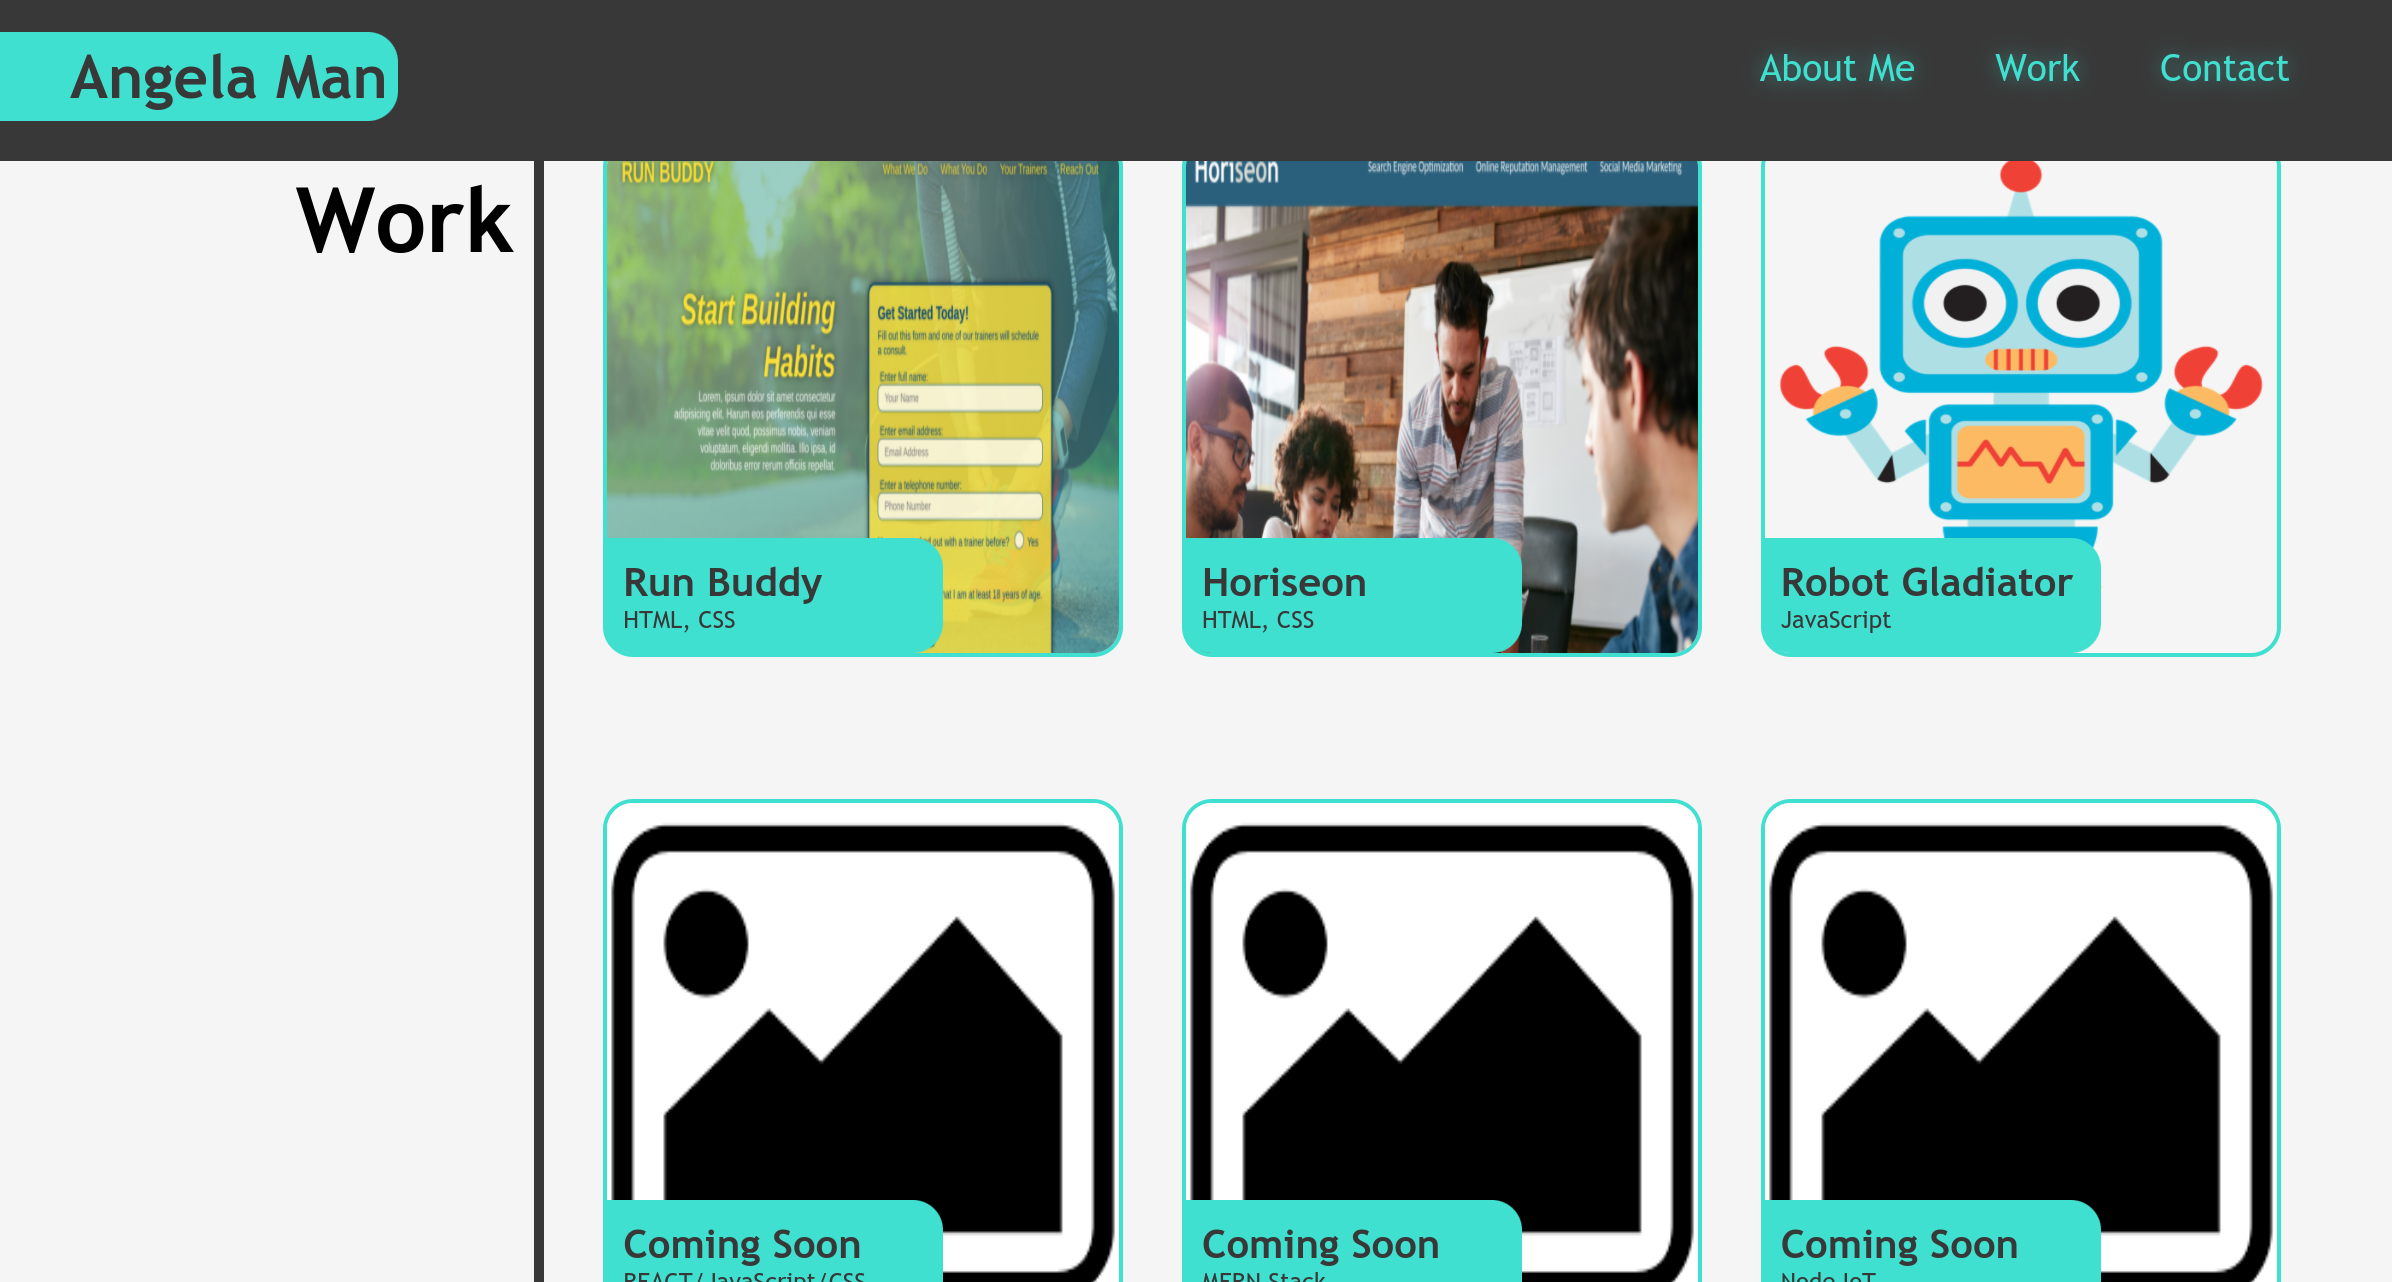 Angela Man
About Me
Work
Contact
Work
RUN BUDDY
What We Do
What You Do
Your Trainers
Reach Out
Start Building
Habits
Lorem, ipsum dolor sit amet consectetur
adipisicing elit. Harum eos perferendis qui esse
vitae velit quod, possimus nobis, veniam
voluptatum, eligendi molitia. Illo ipsa, id
doloribus error rerum officiis repellat.
Get Started Today!
Fill out this form and one of our trainers will schedule
a consult.
Enter full name:
Your Name
Enter email address:
Email Address
Enter a telephone number:
Phone Number
out with a trainer before?
Yes
I am at least 18 years of age.
Run Buddy
HTML, CSS
Horiseon
Search Engine Optimization
Online Reputation Management
Social Media Marketing
Horiseon
HTML, CSS
Robot Gladiator
JavaScript
Coming Soon
REACT/JavaScript/CSS
Coming Soon
MERN Stack
Coming Soon
Node IoT